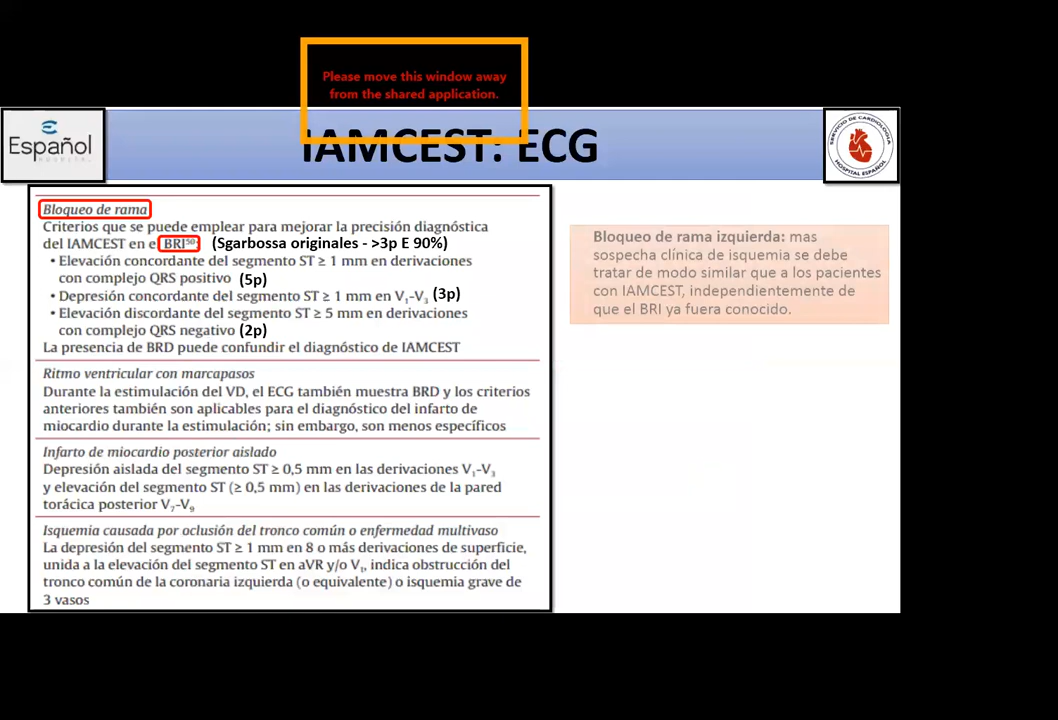 Please move this window away
from the shared application.
Español
IAMCEST: ECG
SERVICIO DE CARDIOLOGIA
HOSPITAL ESPAÑOL
Bloqueo de rama
Criterios que se puede emplear para mejorar la precisión diagnóstica
del IAMCEST en e BRI50: (Sgarbossa originales - >3p E 90%)
• Elevación concordante del segmento ST ≥ 1 mm en derivaciones
con complejo QRS positivo (5p)
• Depresión concordante del segmento ST ≥ 1 mm en V1-V3 (3p)
• Elevación discordante del segmento ST ≥ 5 mm en derivaciones
con complejo QRS negativo (2p)
La presencia de BRD puede confundir el diagnóstico de IAMCEST
Ritmo ventricular con marcapasos
Durante la estimulación del VD, el ECG también muestra BRD y los criterios
anteriores también son aplicables para el diagnóstico del infarto de
miocardio durante la estimulación; sin embargo, son menos específicos
Infarto de miocardio posterior aislado
Depresión aislada del segmento ST ≥ 0,5 mm en las derivaciones V1-V3
y elevación del segmento ST (≥ 0,5 mm) en las derivaciones de la pared
torácica posterior V7-V9
Isquemia causada por oclusión del tronco común o enfermedad multivaso
La depresión del segmento ST ≥ 1 mm en 8 o más derivaciones de superficie,
unida a la elevación del segmento ST en aVR y/o V1, indica obstrucción del
tronco común de la coronaria izquierda (o equivalente) o isquemia grave de
3 vasos
Bloqueo de rama izquierda: mas
sospecha clínica de isquemia se debe
tratar de modo similar que a los pacientes
con IAMCEST, independientemente de
que el BRI ya fuera conocido.